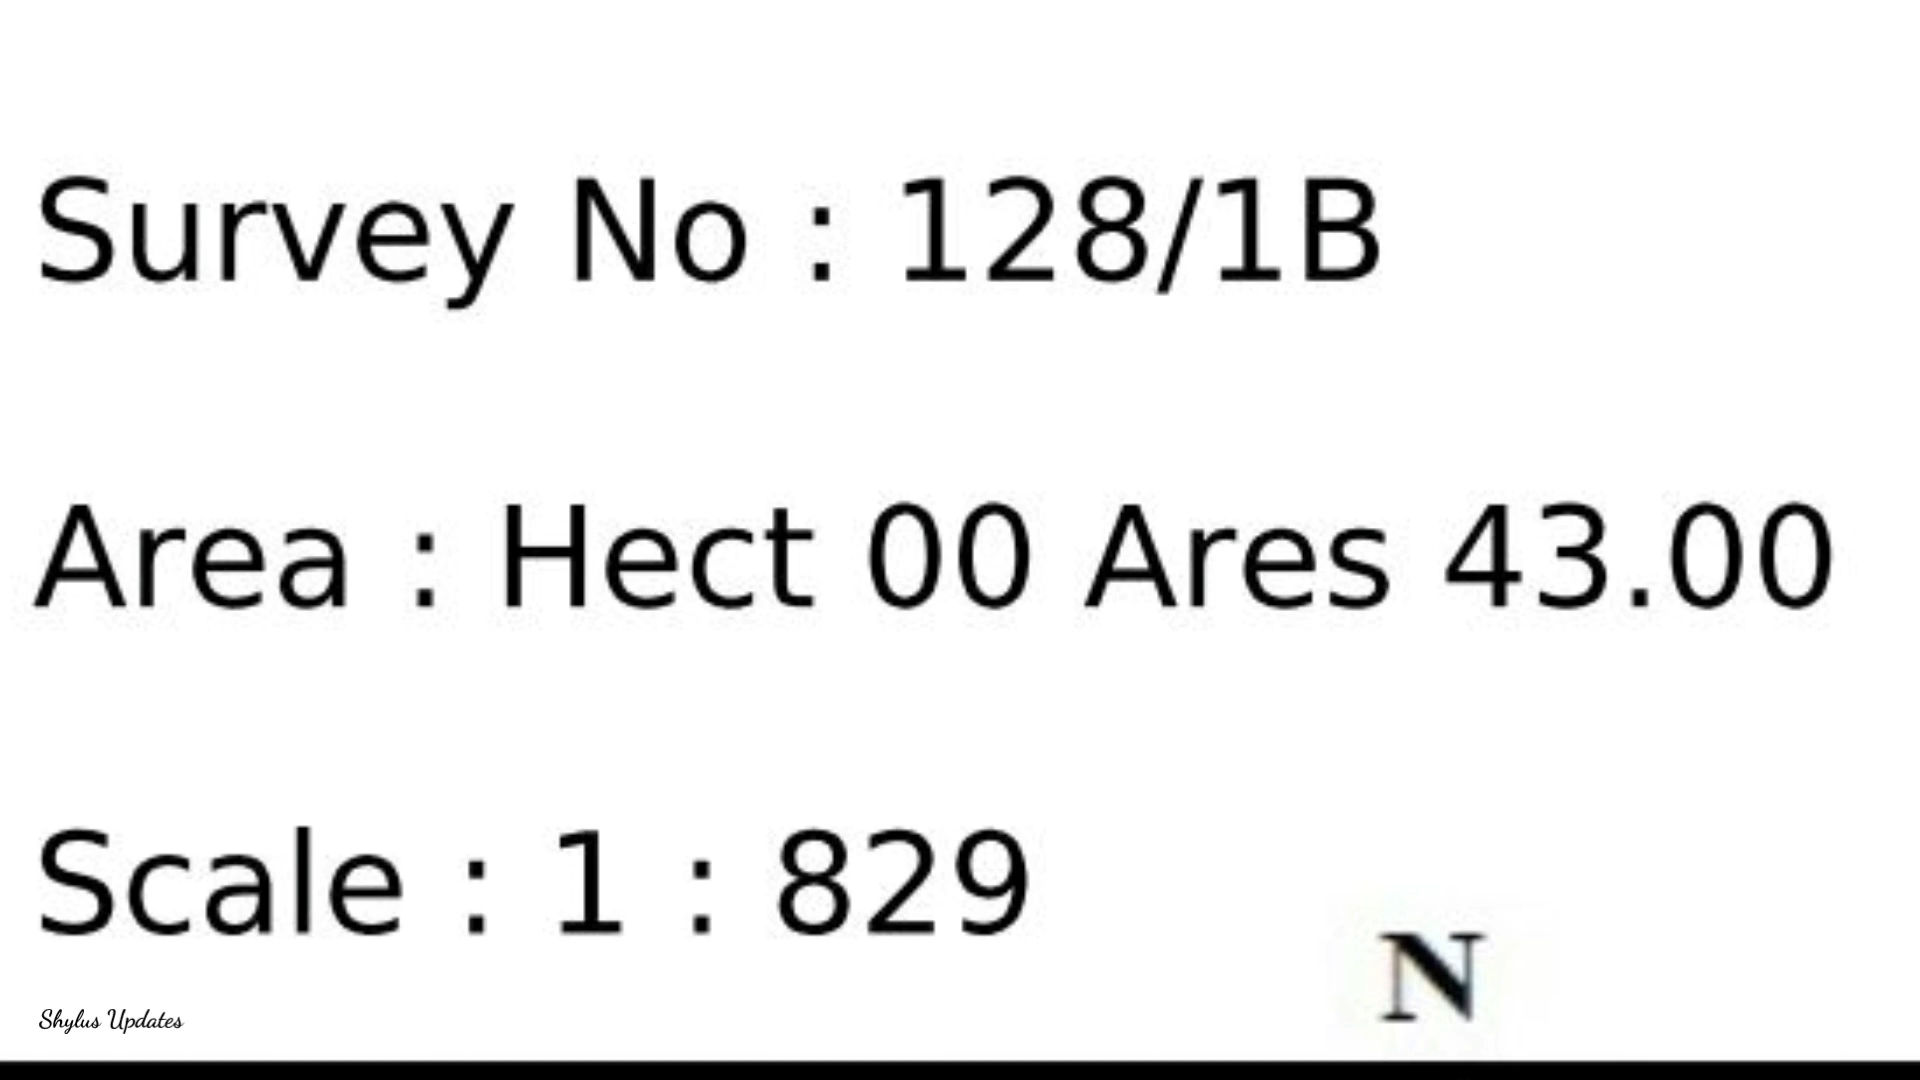 Survey No : 128/1B
Area : Hect 00 Ares 43.00
Scale : 1 : 829
N
Shylus Updates